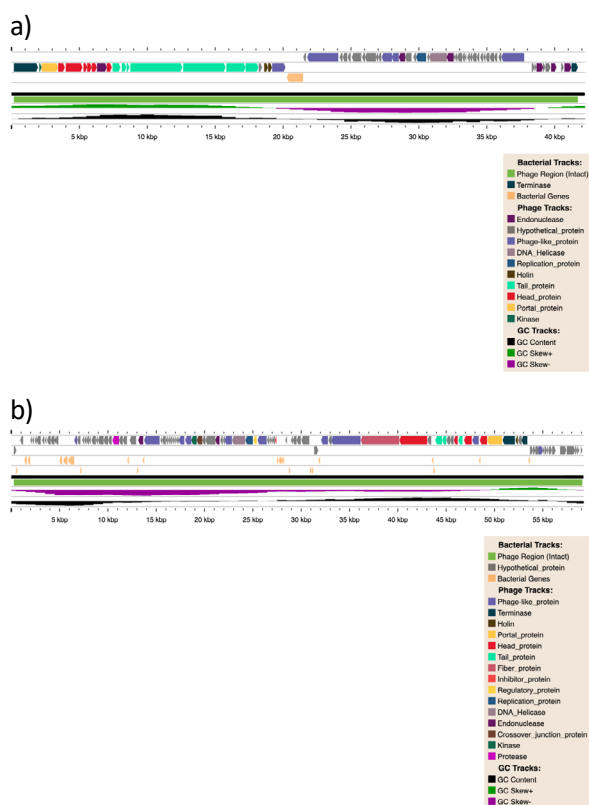 a)
0
5 kbp 10 kbp 15 kbp 20 kbp 25 kbp 30 kbp 35 kbp 40 kbp
Bacterial Tracks:
Phage Region (Intact)
Terminase
Bacterial Genes
Phage Tracks:
Endonuclease
Hypothetical_protein
Phage-like_protein
DNA_Helicase
Replication_protein
Holin
Tail_protein
Head_protein
Portal_protein
Kinase
GC Tracks:
GC Content
GC Skew+
GC Skew-
b)
5 kbp 10 kbp 15 kbp 20 kbp 25 kbp 30 kbp 35 kbp 40 kbp 45 kbp 50 kbp 55 kbp
Bacterial Tracks:
Phage Region (Intact)
Hypothetical_protein
Bacterial Genes
Phage Tracks:
Phage-like_protein
Terminase
Holin
Portal_protein
Head_protein
Tail_protein
Fiber_protein
Inhibitor_protein
Regulatory_protein
Replication_protein
DNA_Helicase
Endonuclease
Crossover_junction_protein
Kinase
Protease
GC Tracks:
GC Content
GC Skew+
GC Skew-